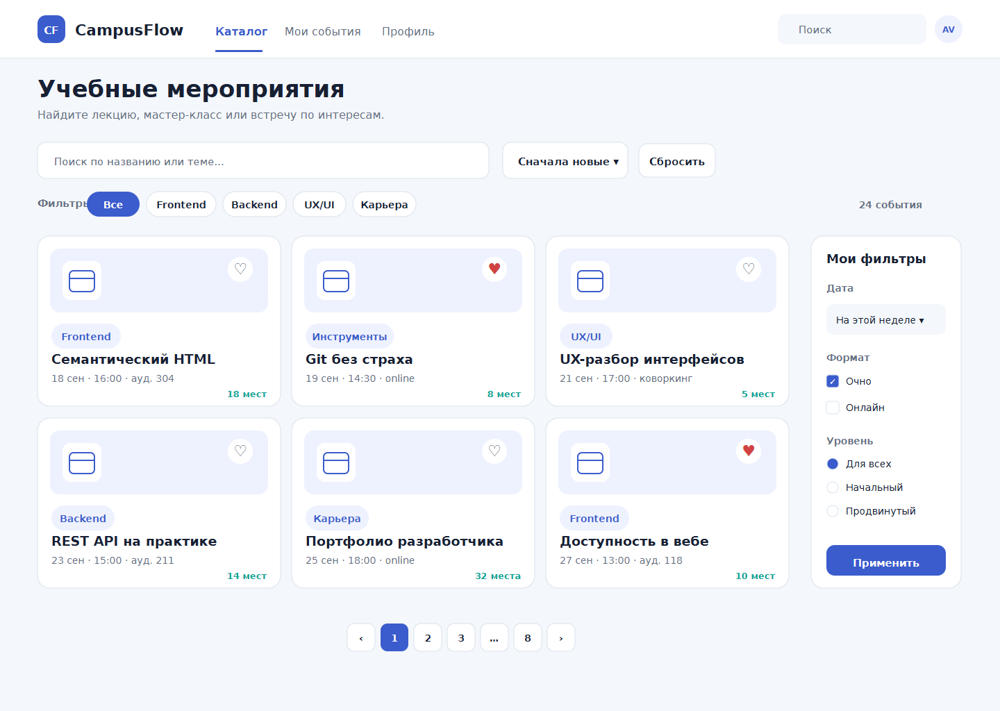 CF CampusFlow Каталог Мои события Профиль Поиск AV
Учебные мероприятия
Найдите лекцию, мастер-класс или встречу по интересам.
Поиск по названию или теме... Сначала новые ▾ Сбросить
Фильтры Все Frontend Backend UX/UI Карьера 24 события
Frontend
Семантический HTML
18 сен · 16:00 · ауд. 304
18 мест
Инструменты
Git без страха
19 сен · 14:30 · online
8 мест
UX/UI
UX-разбор интерфейсов
21 сен · 17:00 · коворкинг
5 мест
Backend
REST API на практике
23 сен · 15:00 · ауд. 211
14 мест
Карьера
Портфолио разработчика
25 сен · 18:00 · online
32 места
Frontend
Доступность в вебе
27 сен · 13:00 · ауд. 118
10 мест
Мои фильтры
Дата
На этой неделе ▾
Формат
Очно
Онлайн
Уровень
Для всех
Начальный
Продвинутый
Применить
‹ 1 2 3 ... 8 ›